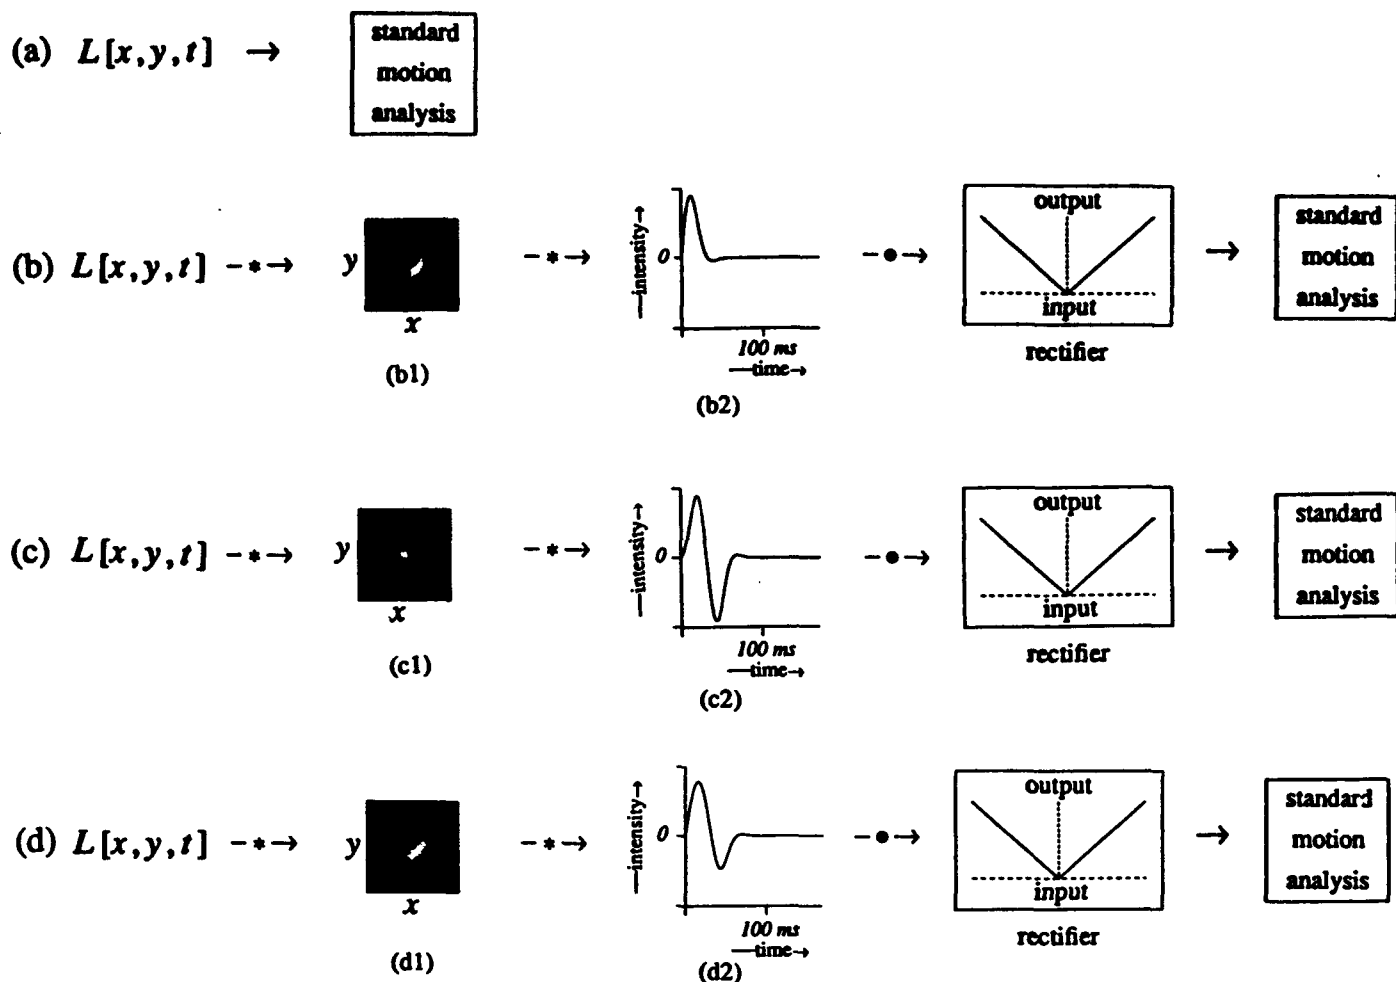 (a) L[x,y,t] →
standard
motion
analysis
(b) L[x,y,t] -*→
y
x
(b1)
-*→
—intensity→
0
100 ms
—time→
(b2)
-●→
output
input
rectifier
→
standard
motion
analysis
(c) L[x,y,t] -*→
y
x
(c1)
-*→
—intensity→
0
100 ms
—time→
(c2)
-●→
output
input
rectifier
→
standard
motion
analysis
(d) L[x,y,t] -*→
y
x
(d1)
-*→
—intensity→
0
100 ms
—time→
(d2)
-●→
output
input
rectifier
→
standard
motion
analysis